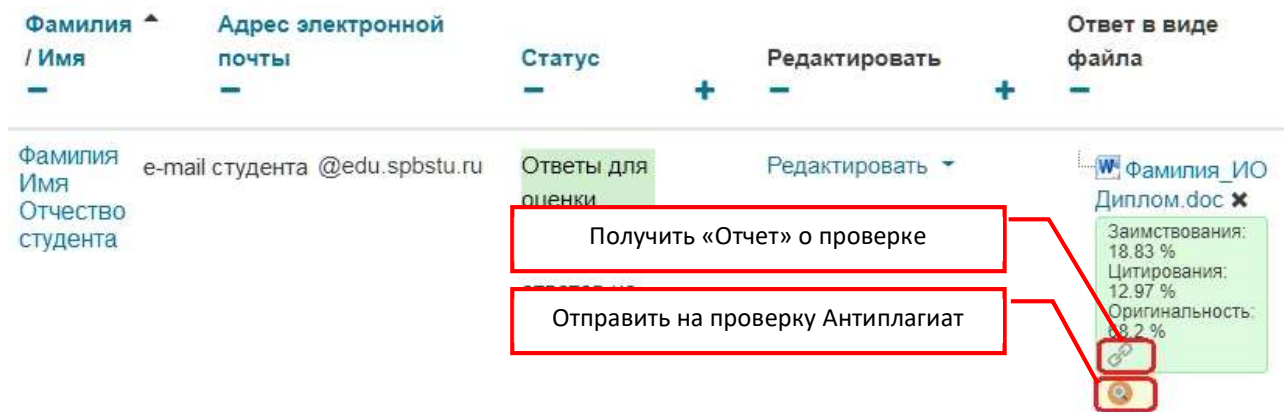 Фамилия
/ Имя
Адрес электронной
почты
Статус
Редактировать
Ответ в виде
файла
Фамилия
Имя
Отчество
студента
e-mail студента @edu.spbstu.ru
Ответы для
оценки
Редактировать
Фамилия_ИО
Диплом.doc
Заимствования:
18.83 %
Цитирования:
12.97 %
Оригинальность:
68.2 %
Получить «Отчет» о проверке
Отправить на проверку Антиплагиат